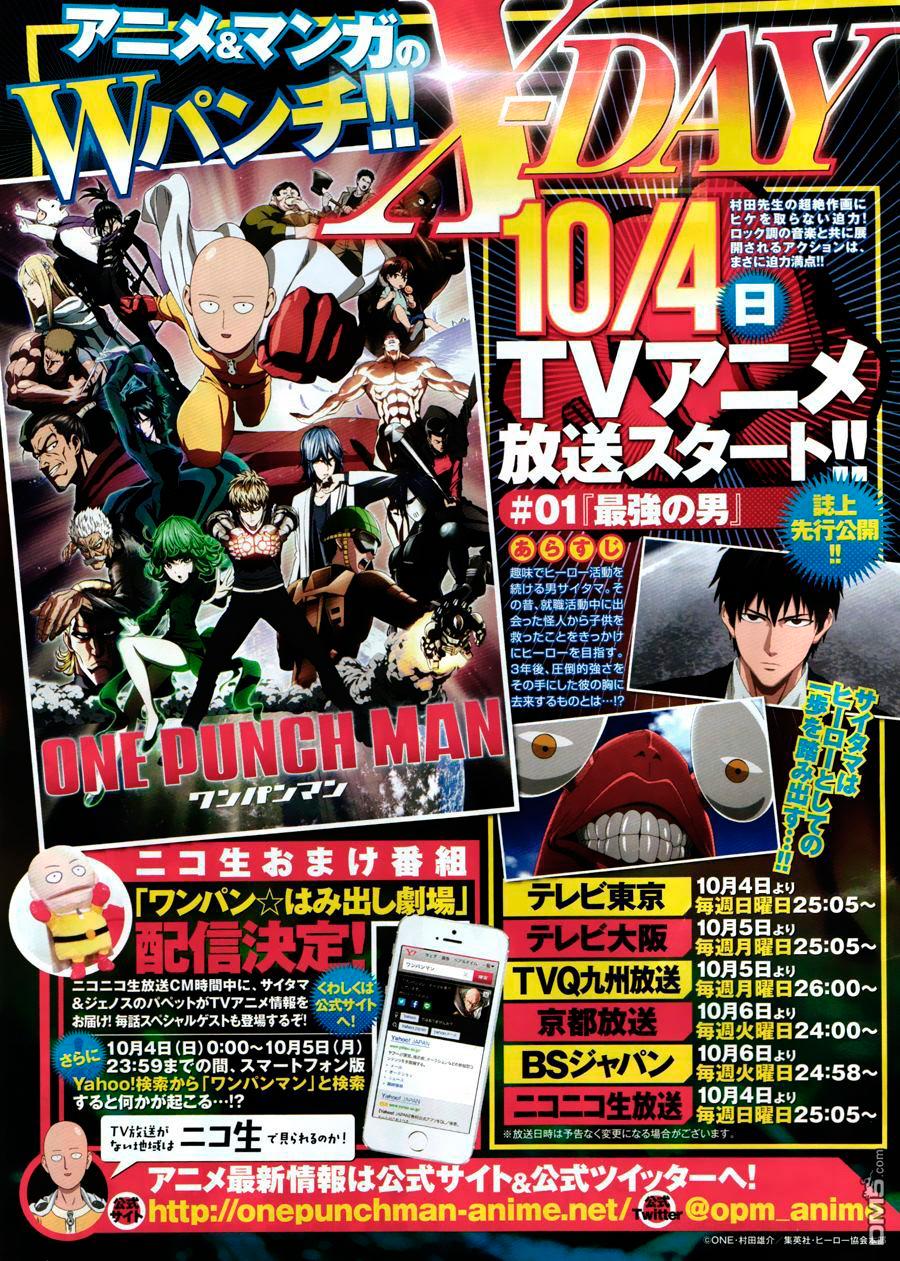 アニメ&マンガの
Wパンチ!!
X-DAY
10/4
日
村田先生の超絶作画に
ヒケを取らない迫力!
ロック調の音楽と共に展
開されるアクションは、
まさに迫力満点!!
TVアニメ
放送スタート!!
#01『最強の男』
誌上
先行公開
!!
あらすじ
趣味でヒーロー活動を
続ける男サイタマ。そ
の昔、就職活動中に出
会った怪人から子供を
救ったことをきっかけ
にヒーローを目指す。
3年後、圧倒的強さを
その手にした彼の胸に
去来するものとは…!?
サイタマは
ヒーローとしての
一歩を踏み出す…!!
ONE PUNCH MAN
ワンパンマン
ニコ生おまけ番組
「ワンパン☆はみ出し劇場」
配信決定!
ニコニコ生放送CM時間中に、サイタマ
&ジェノスのパペットがTVアニメ情報を
お届け! 毎話スペシャルゲストも登場するぞ!
くわしくは
公式サイト
へ!
さらに
10月4日(日)0:00~10月5日(月)
23:59までの間、スマートフォン版
Yahoo!検索から「ワンパンマン」と検索
すると何かが起こる…!?
ワンパンマン
検索
Yahoo! JAPAN
Yahoo! JAPAN
テレビ東京
10月4日より
毎週日曜日25:05~
テレビ大阪
10月5日より
毎週月曜日25:05~
TVQ九州放送
10月5日より
毎週月曜日26:00~
京都放送
10月6日より
毎週火曜日24:00~
BSジャパン
10月6日より
毎週火曜日24:58~
ニコニコ生放送
10月4日より
毎週日曜日25:05~
※放送日時は予告なく変更になる場合がございます。
TV放送が
ない地域は ニコ生 で見られるのか!
アニメ最新情報は公式サイト&公式ツイッターへ!
公式
サイト http://onepunchman-anime.net/
公式
Twitter @opm_anime
©ONE・村田雄介/集英社・ヒーロー協会本部
DM5.com